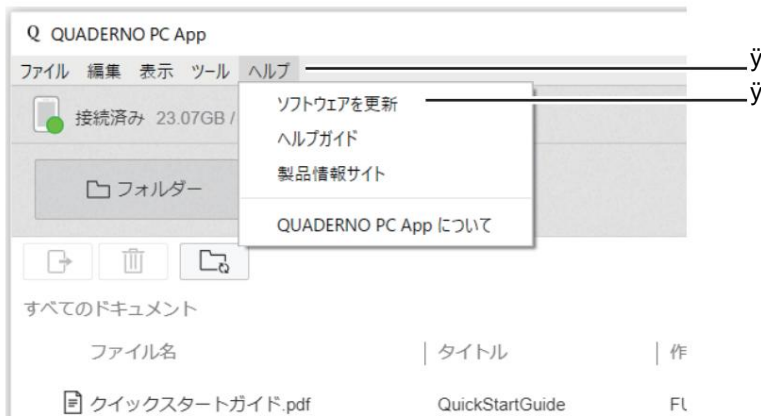 Q QUADERNO PC App
ファイル 編集 表示 ツール ヘルプ
ÿ
ソフトウェアを更新
ÿ
接続済み 23.07GB /
ヘルプガイド
製品情報サイト
フォルダー
QUADERNO PC App について
すべてのドキュメント
ファイル名 タイトル 作
クイックスタートガイド.pdf QuickStartGuide FU